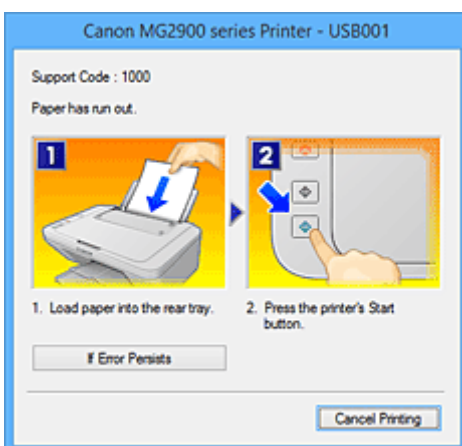 Canon MG2900 series Printer - USB001
Support Code : 1000
Paper has run out.
1
2
1. Load paper into the rear tray.
2. Press the printer's Start
button.
If Error Persists
Cancel Printing